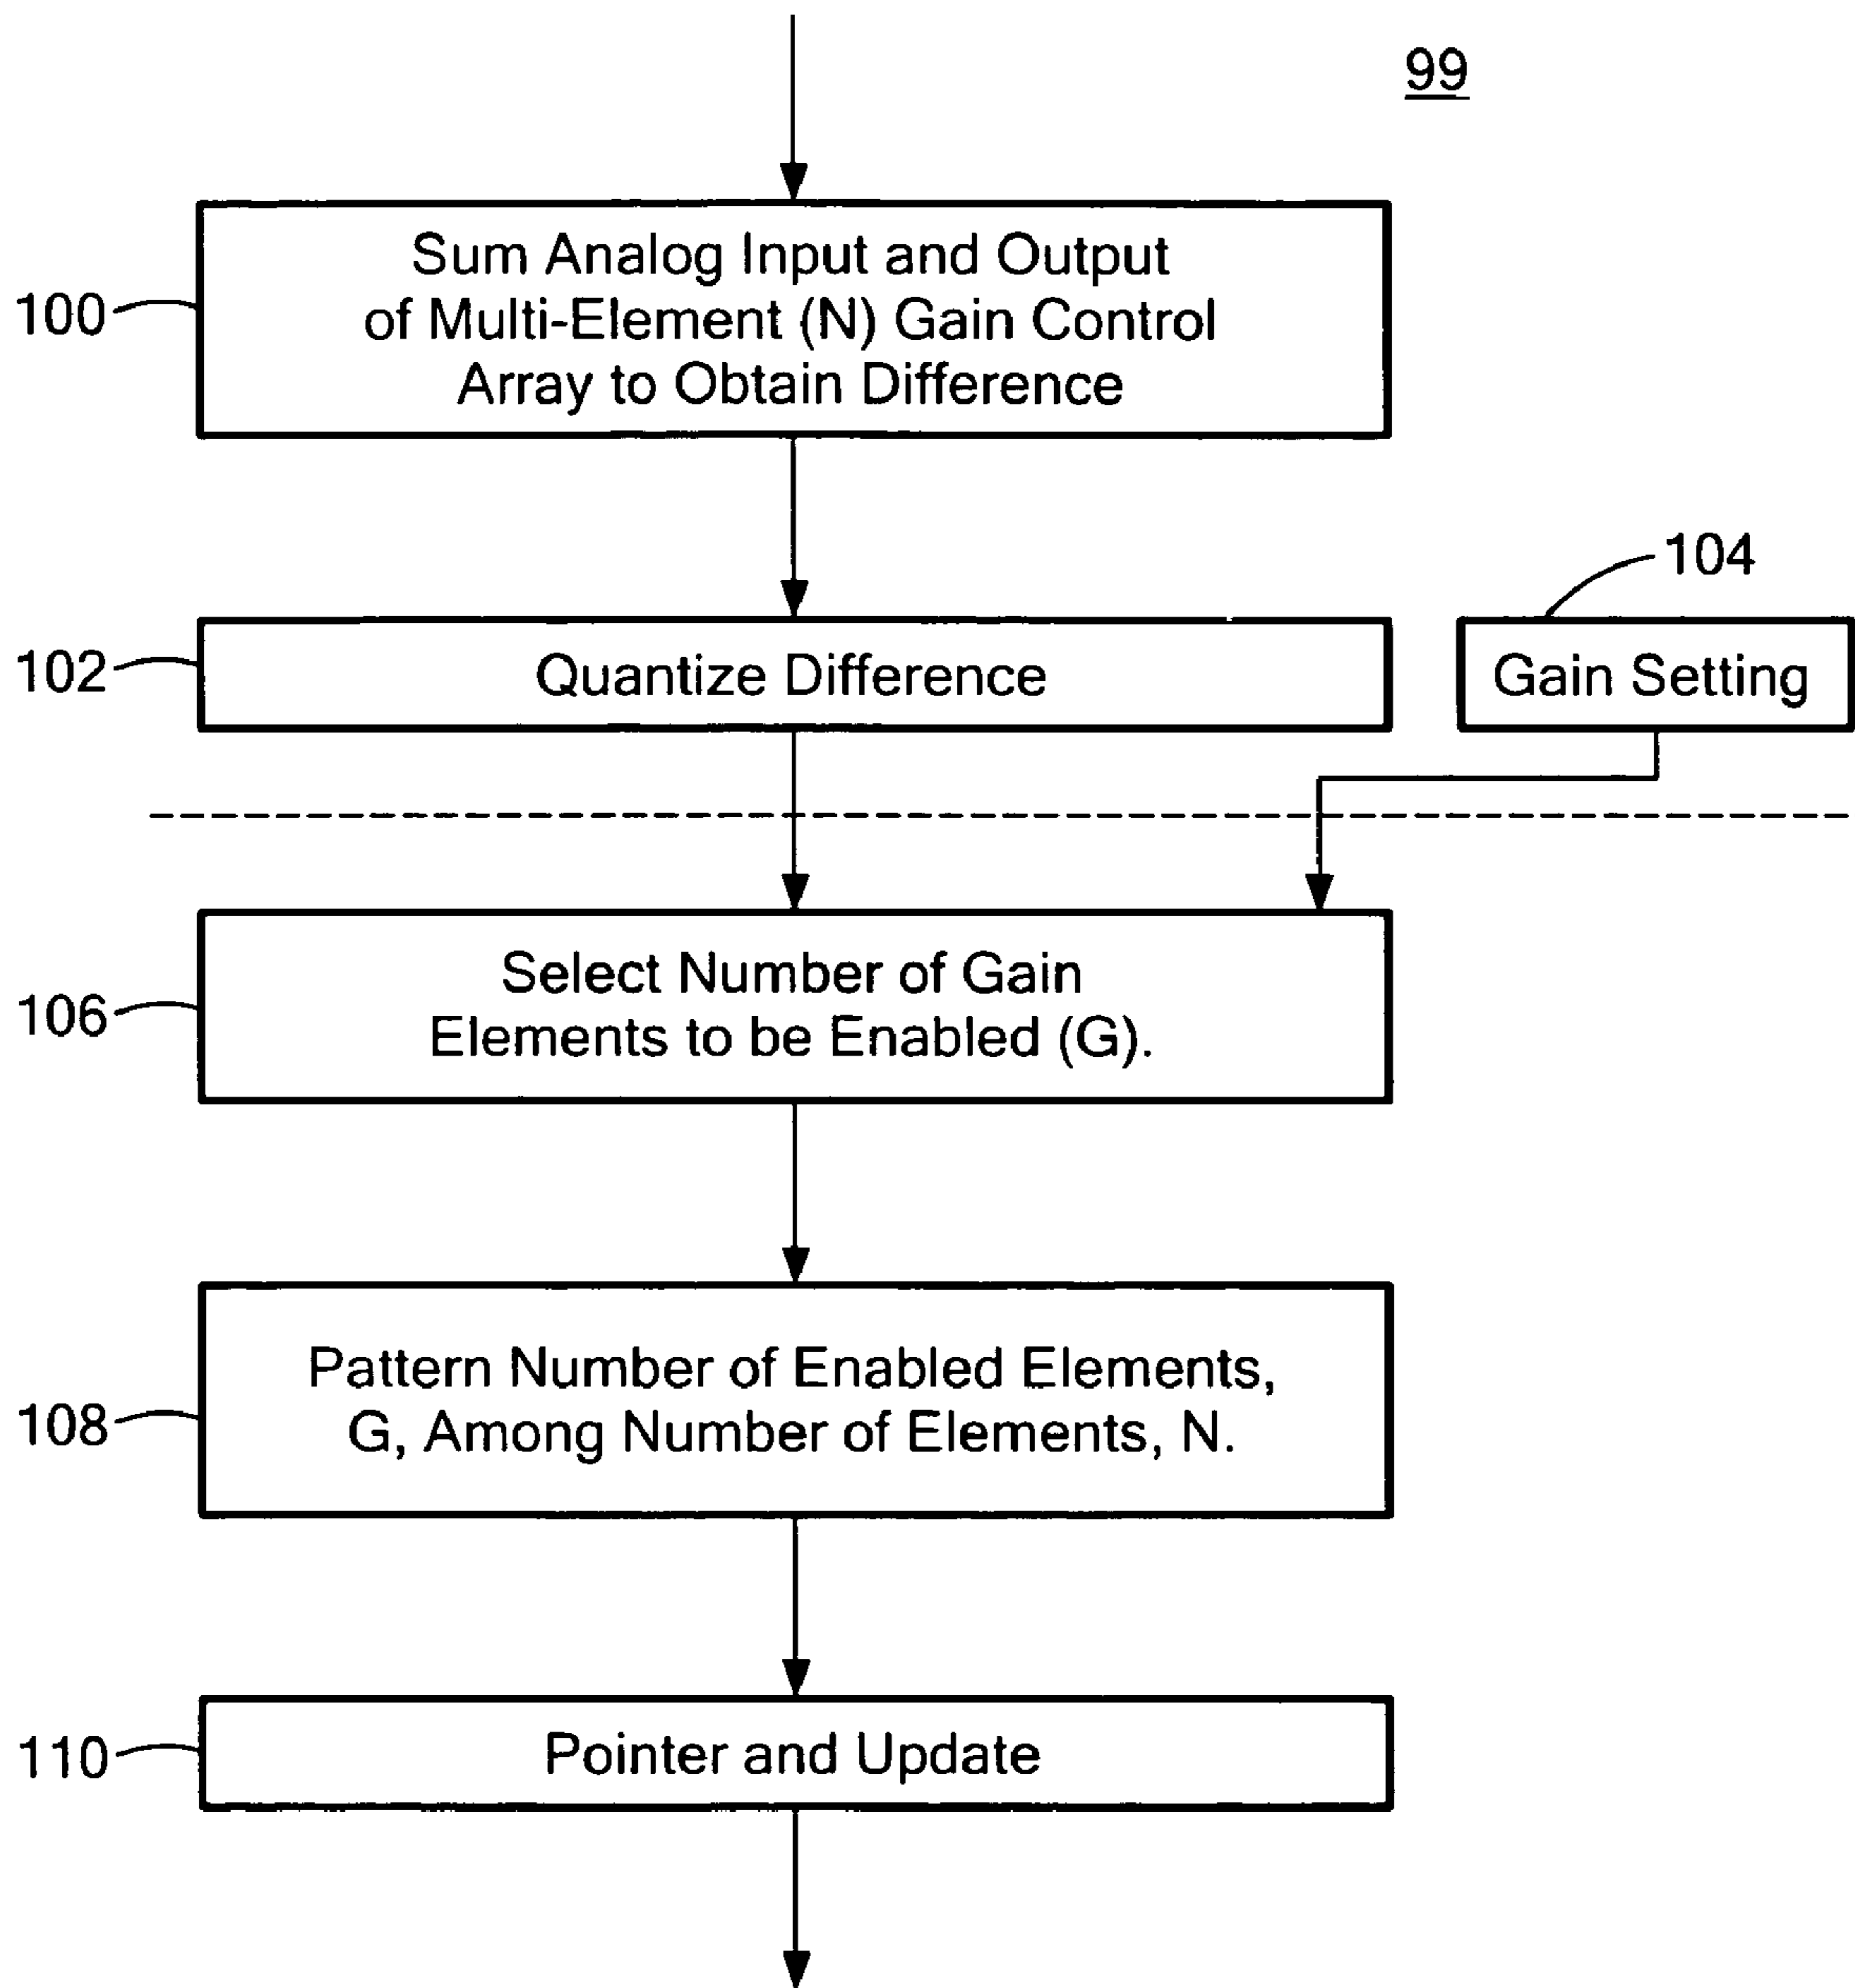 99
Sum Analog Input and Output
of Multi-Element (N) Gain Control
Array to Obtain Difference
100
104
102
Quantize Difference
Gain Setting
Select Number of Gain
Elements to be Enabled (G).
106
Pattern Number of Enabled Elements,
G, Among Number of Elements, N.
108
110
Pointer and Update